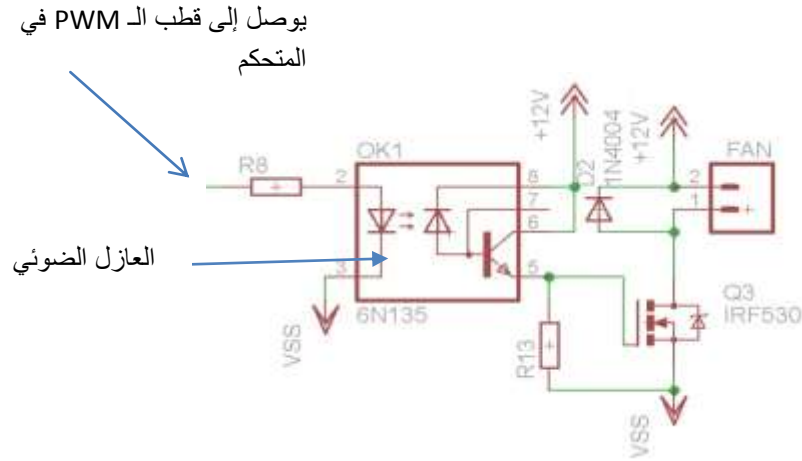 يوصل إلى قطب الـ PWM في
المتحكم
R8
OK1
+12V
D2
1N4004
+12V
FAN
2
8
7
6
2
1
+
3
5
العازل الضوئي
6N135
VSS
R13
Q3
IRF530
VSS